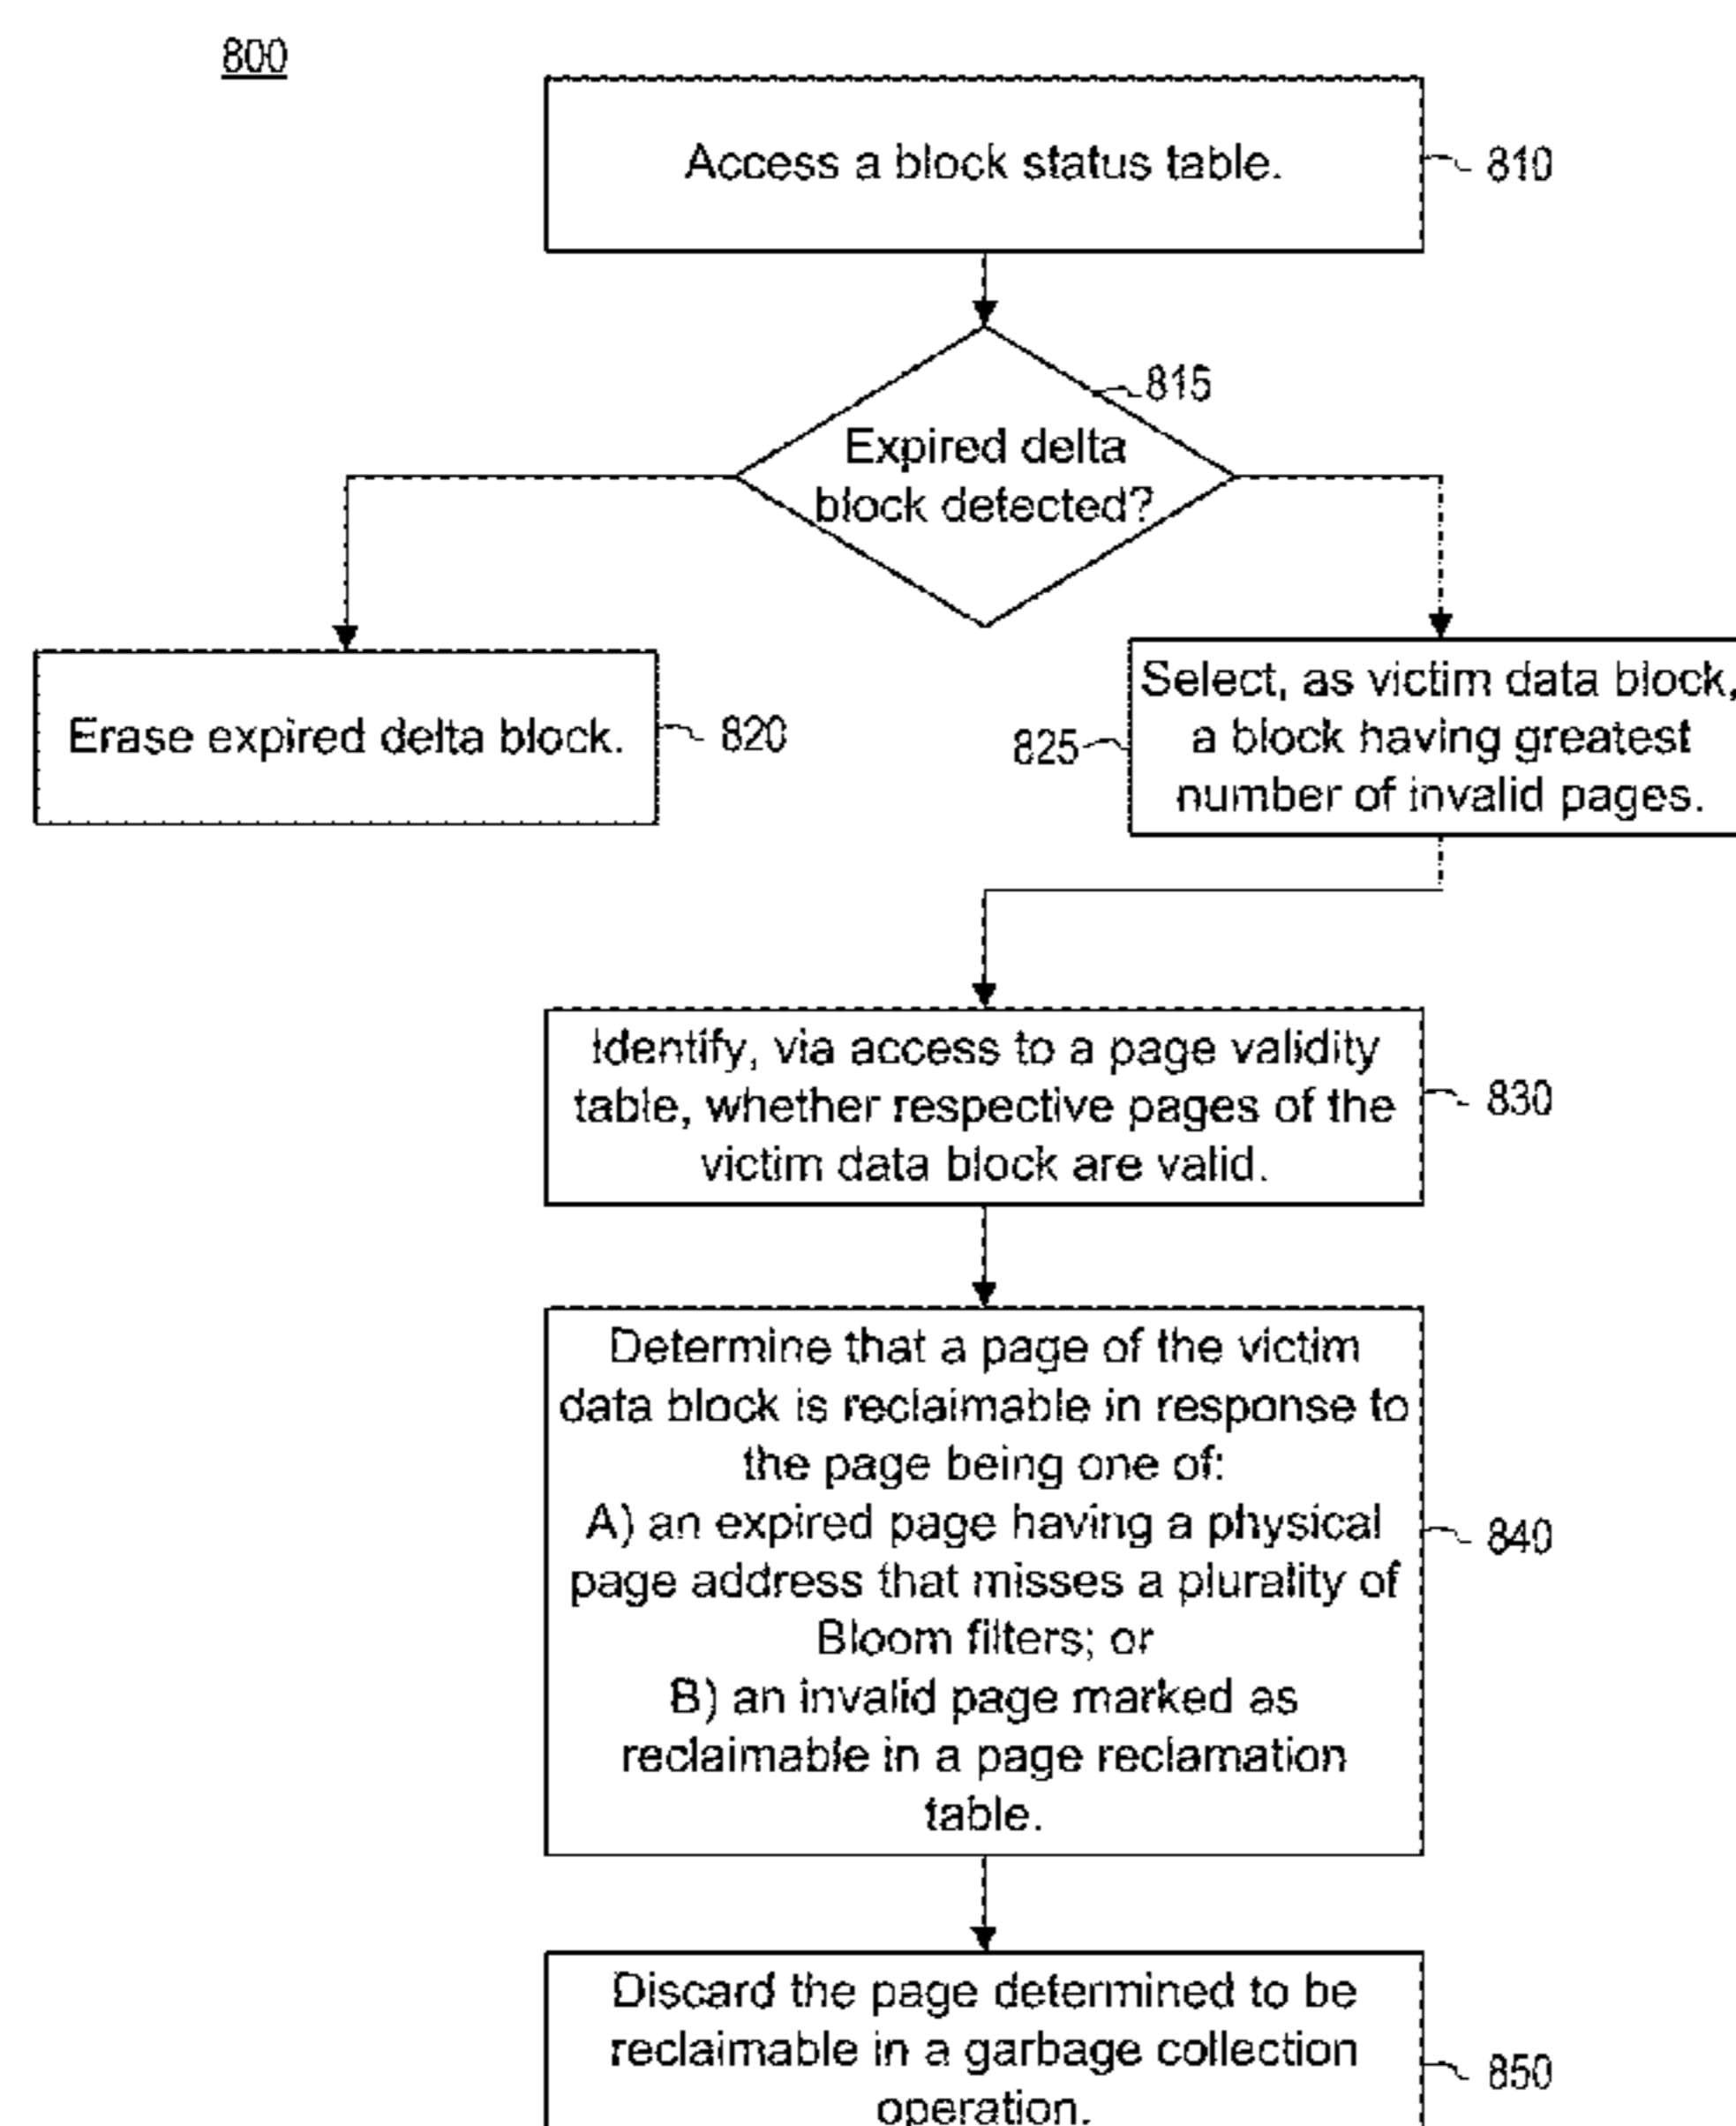 800
Access a block status table.
810
815
Expired delta
block detected?
Erase expired delta block.
820
825
Select, as victim data block,
a block having greatest
number of invalid pages.
Identify, via access to a page validity
table, whether respective pages of the
victim data block are valid.
830
Determine that a page of the victim
data block is reclaimable in response to
the page being one of:
A) an expired page having a physical
page address that misses a plurality of
Bloom filters; or
B) an invalid page marked as
reclaimable in a page reclamation
table.
840
Discard the page determined to be
reclaimable in a garbage collection
operation.
850